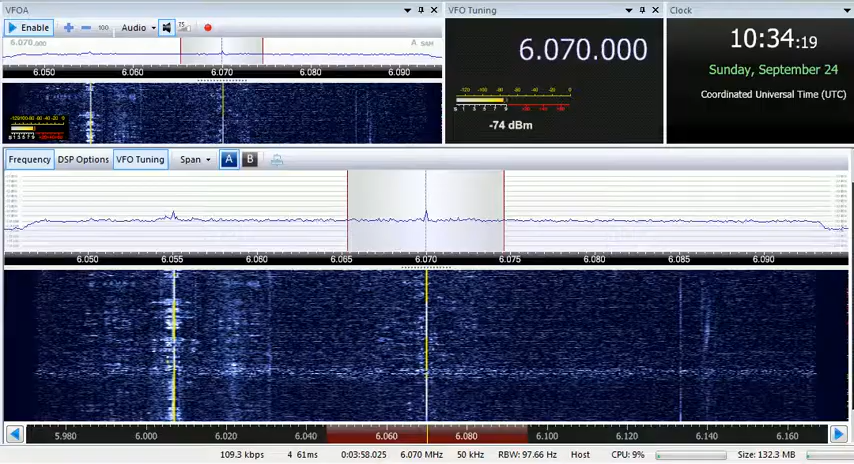 VFOA
Enable 100 Audio 75
6.070.000 A SAM
6.050 6.060 6.070 6.080 6.090
VFO Tuning
6.070.000
-74 dBm
Clock
10:34:19
Sunday, September 24
Coordinated Universal Time (UTC)
Frequency DSP Options VFO Tuning Span A B
6.050 6.055 6.060 6.065 6.070 6.075 6.080 6.085 6.090
5.980 6.000 6.020 6.040 6.060 6.080 6.100 6.120 6.140 6.160
109.3 kbps 4 61ms 0:03:58.025 6.070 MHz 50 kHz RBW: 97.66 Hz Host CPU: 9% Size: 132.3 MB